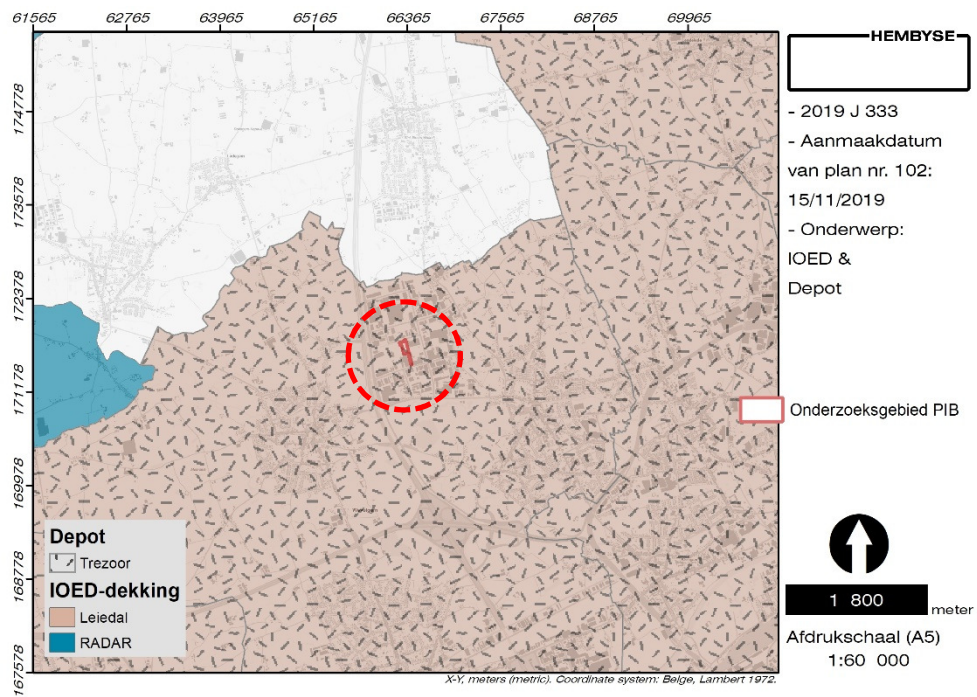 61565 62765 63965 65165 66365 67565 68765 69965
174778
173578
172378
171178
169978
168778
167578
Depot
Trezoor
IOED-dekking
Leiedal
RADAR
X-Y, meters (metric). Coordinate system: Belge, Lambert 1972.
HEMBYSE
- 2019 J 333
- Aanmaakdatum
van plan nr. 102:
15/11/2019
- Onderwerp:
IOED &
Depot
Onderzoeksgebied PIB
1 800 meter
Afdrukschaal (A5)
1:60 000